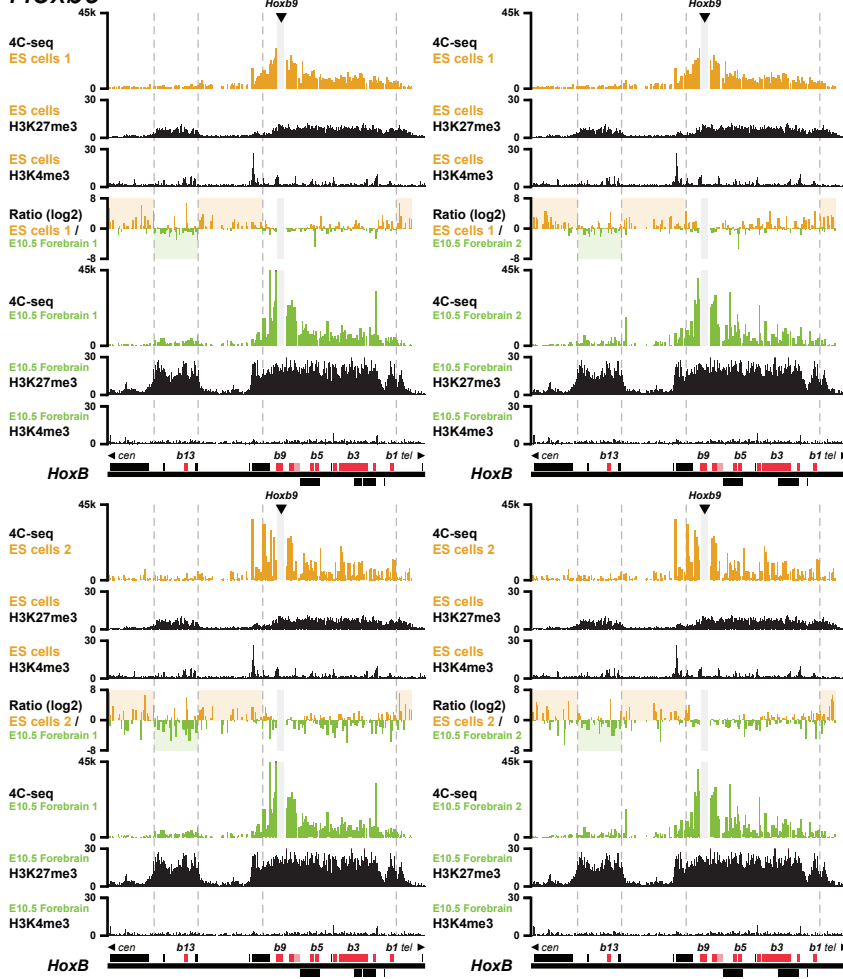 Hoxb9 Hoxb9
45k 45k
4C-seq 4C-seq
ES cells 1 ES cells 1
0 0
30 30
ES cells ES cells
H3K27me3 H3K27me3
0 0
30 30
ES cells ES cells
H3K4me3 H3K4me3
0 0
8 8
Ratio (log2) Ratio (log2)
ES cells 1 / 0 ES cells 1 / 0
E10.5 Forebrain 1 E10.5 Forebrain 2
-8 -8
45k 45k
4C-seq 4C-seq
E10.5 Forebrain 1 E10.5 Forebrain 2
0 0
30 30
E10.5 Forebrain E10.5 Forebrain
H3K27me3 H3K27me3
0 0
30 30
E10.5 Forebrain E10.5 Forebrain
H3K4me3 H3K4me3
0 0
◄ cen b13 b9 b5 b3 b1 tel ► ◄ cen b13 b9 b5 b3 b1 tel ►
HoxB HoxB
Hoxb9 Hoxb9
45k 45k
4C-seq 4C-seq
ES cells 2 ES cells 2
0 0
30 30
ES cells ES cells
H3K27me3 H3K27me3
0 0
30 30
ES cells ES cells
H3K4me3 H3K4me3
0 0
8 8
Ratio (log2) Ratio (log2)
ES cells 2 / 0 ES cells 2 / 0
E10.5 Forebrain 1 E10.5 Forebrain 2
-8 -8
45k 45k
4C-seq 4C-seq
E10.5 Forebrain 1 E10.5 Forebrain 2
0 0
30 30
E10.5 Forebrain E10.5 Forebrain
H3K27me3 H3K27me3
0 0
30 30
E10.5 Forebrain E10.5 Forebrain
H3K4me3 H3K4me3
0 0
◄ cen b13 b9 b5 b3 b1 tel ► ◄ cen b13 b9 b5 b3 b1 tel ►
HoxB HoxB